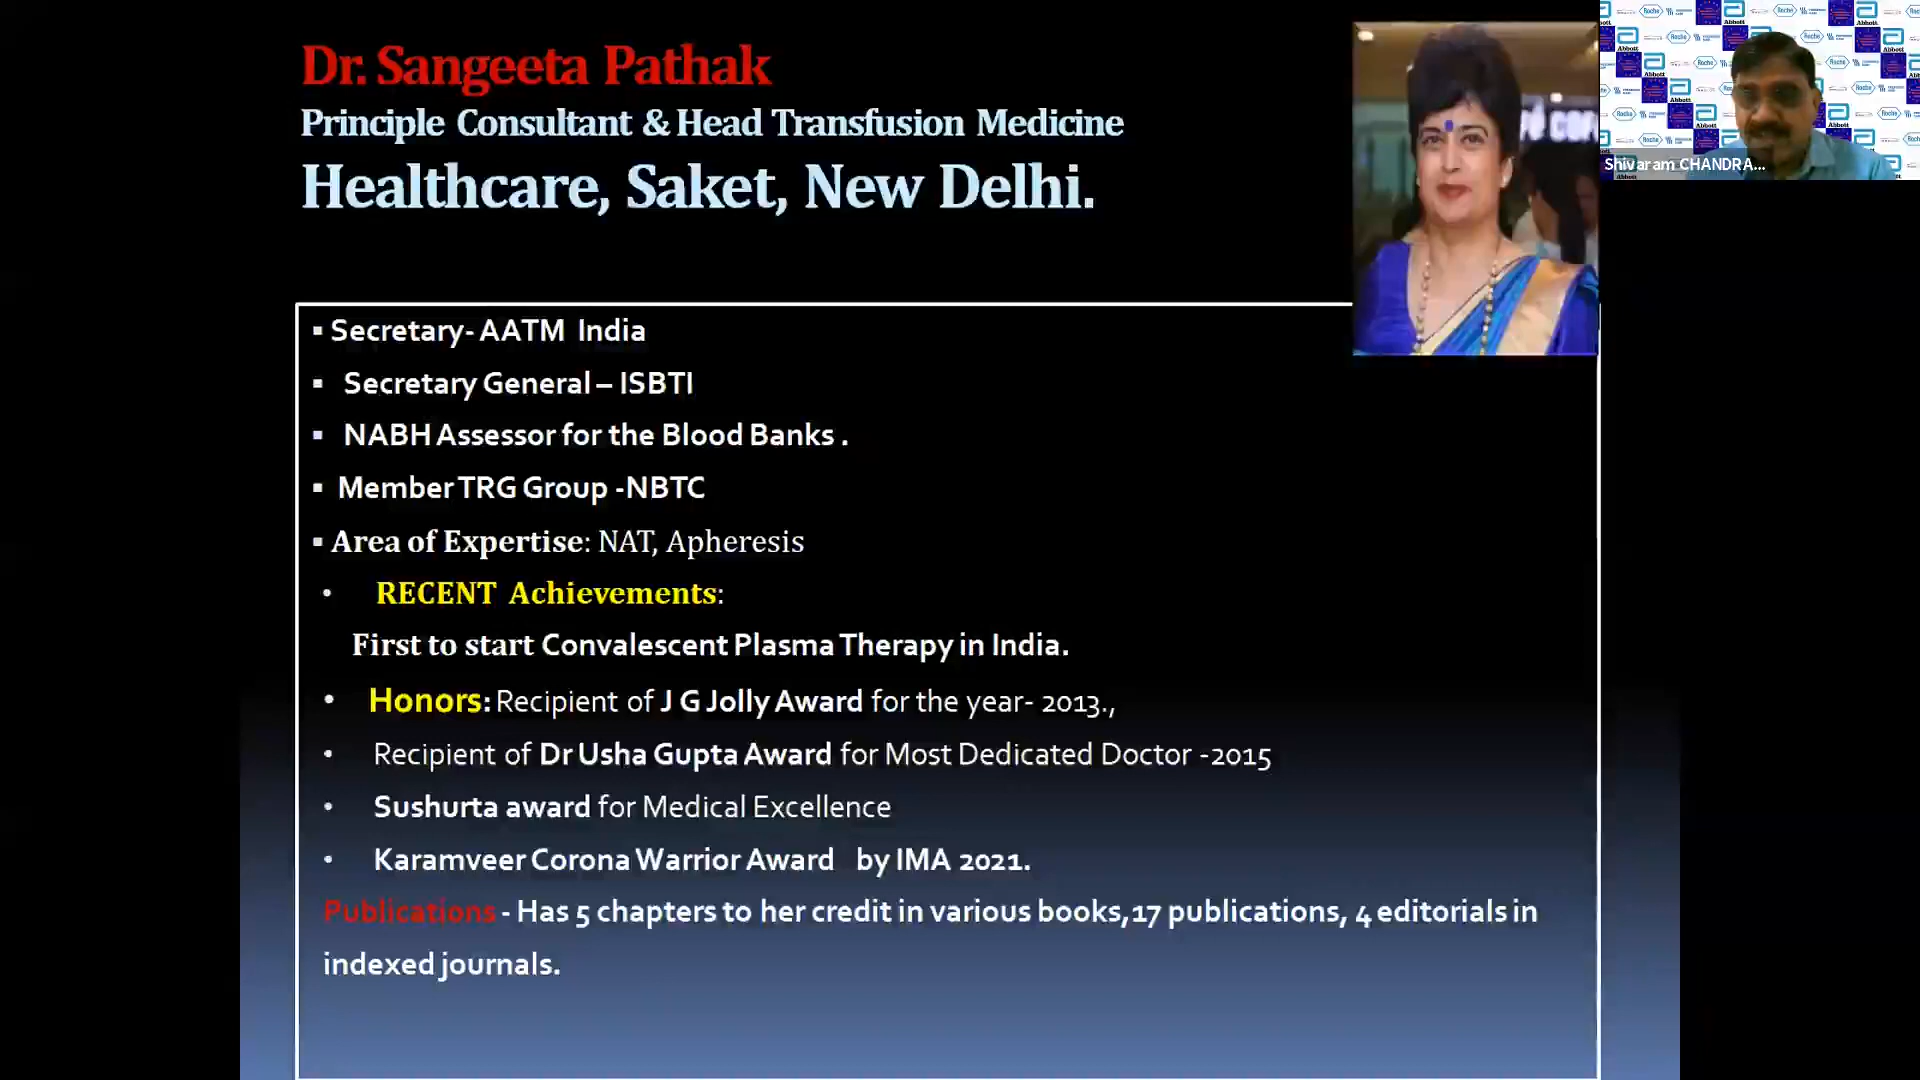 Dr. Sangeeta Pathak
Principle Consultant & Head Transfusion Medicine
Healthcare, Saket, New Delhi.
▪ Secretary- AATM India
▪ Secretary General – ISBTI
▪ NABH Assessor for the Blood Banks .
▪ Member TRG Group -NBTC
▪ Area of Expertise: NAT, Apheresis
• RECENT Achievements:
First to start Convalescent Plasma Therapy in India.
• Honors: Recipient of J G Jolly Award for the year- 2013.,
• Recipient of Dr Usha Gupta Award for Most Dedicated Doctor -2015
• Sushurta award for Medical Excellence
• Karamveer Corona Warrior Award by IMA 2021.
Publications - Has 5 chapters to her credit in various books,17 publications, 4 editorials in
indexed journals.
Shivaram CHANDRA...
Roche
Abbott